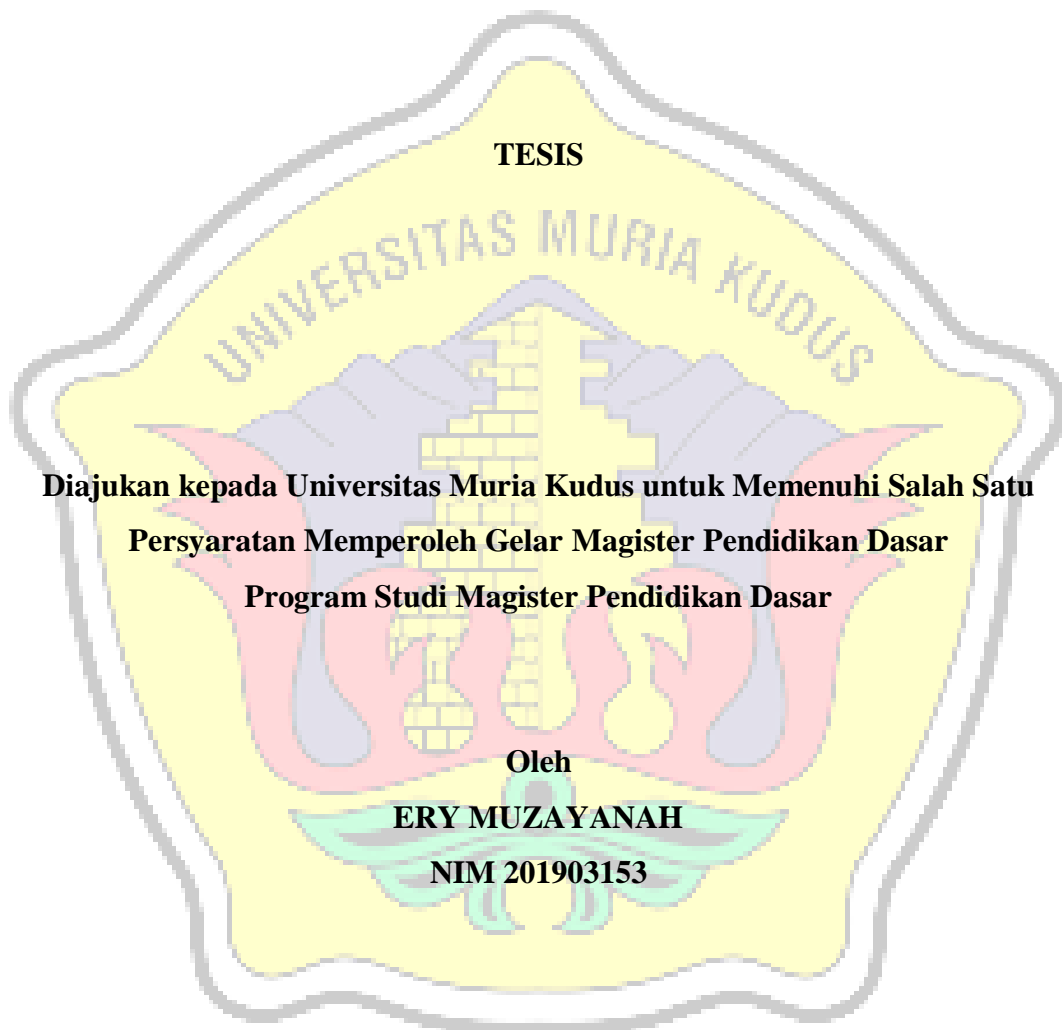 TESIS
UNIVERSITAS MURIA KUDUS
Diajukan kepada Universitas Muria Kudus untuk Memenuhi Salah Satu
Persyaratan Memperoleh Gelar Magister Pendidikan Dasar
Program Studi Magister Pendidikan Dasar
Oleh
ERY MUZAYANAH
NIM 201903153